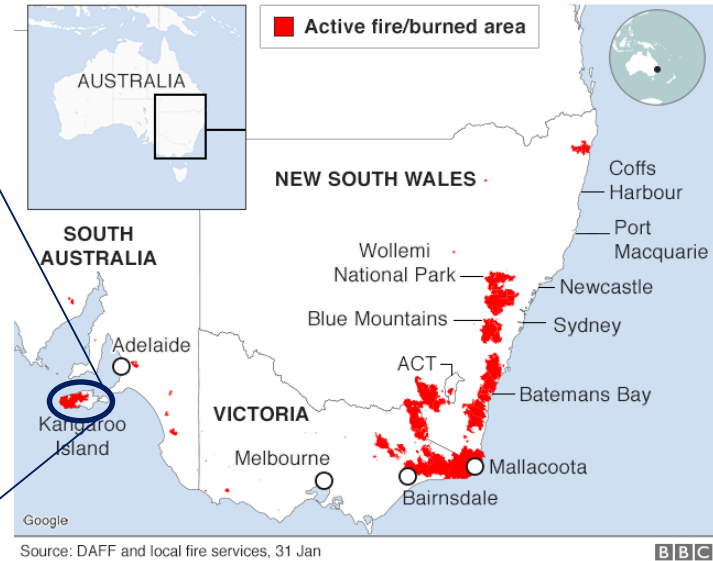 AUSTRALIA
Active fire/burned area
NEW SOUTH WALES
Coffs
Harbour
Port
Macquarie
SOUTH
AUSTRALIA
Wollemi
National Park
Newcastle
Blue Mountains
Sydney
Adelaide
ACT
Batemans Bay
Kangaroo
Island
VICTORIA
Melbourne
Mallacoota
Bairnsdale
Google
Source: DAFF and local fire services, 31 Jan
BBC